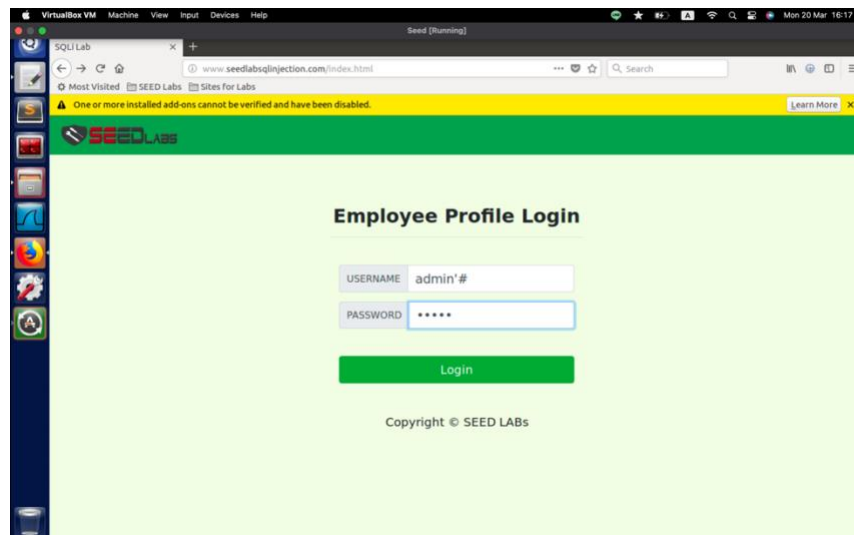 VirtualBox VM Machine View Input Devices Help Mon 20 Mar 16:17
Seed [Running]
SQLi Lab
www.seedlabsqlinjection.com/index.html Search
Most Visited SEED Labs Sites for Labs
One or more installed add-ons cannot be verified and have been disabled. Learn More
SEEDLABS
Employee Profile Login
USERNAME admin'#
PASSWORD •••••
Login
Copyright © SEED LABs